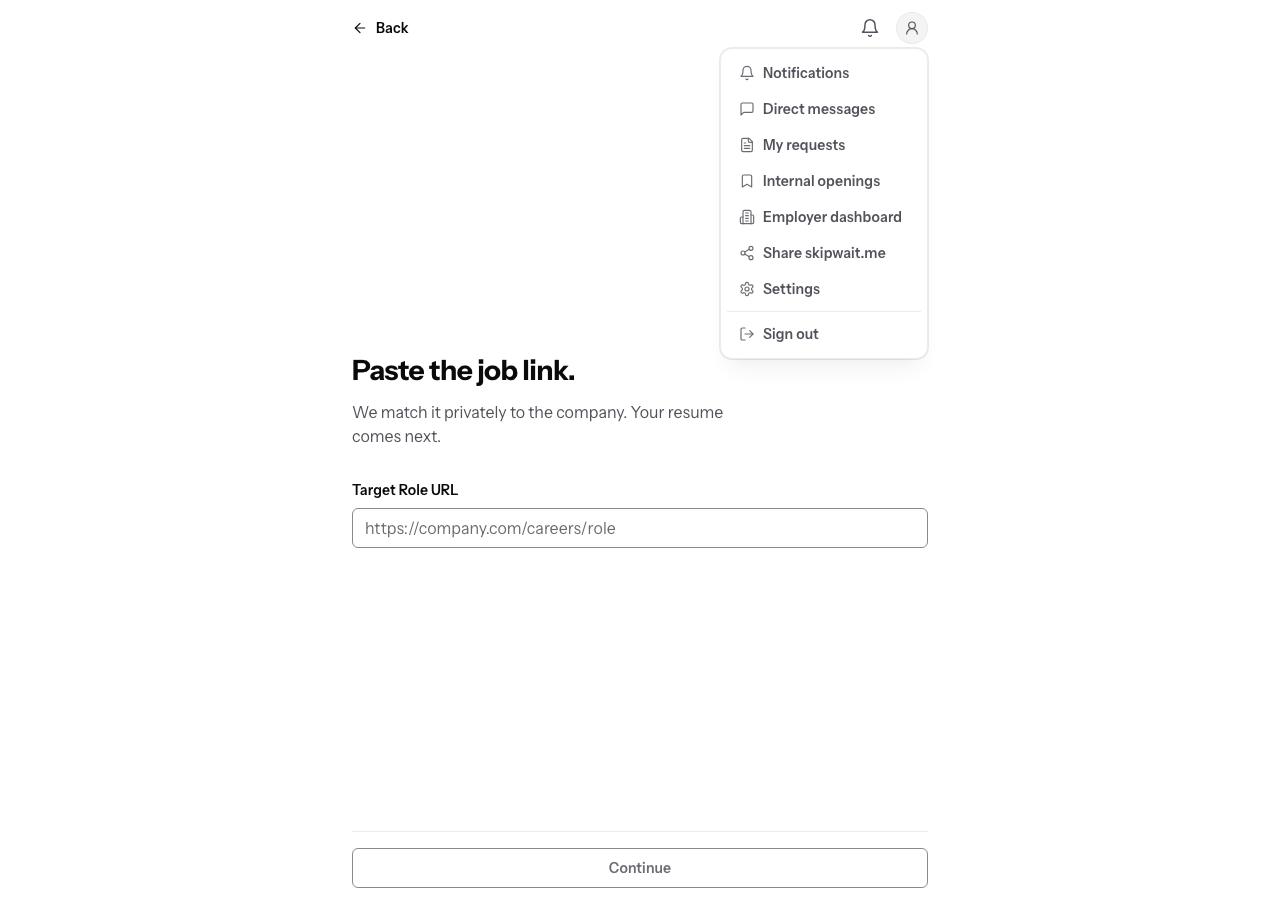 Back
Notifications
Direct messages
My requests
Internal openings
Employer dashboard
Share skipwait.me
Settings
Sign out
Paste the job link.
We match it privately to the company. Your resume
comes next.
Target Role URL
https://company.com/careers/role
Continue